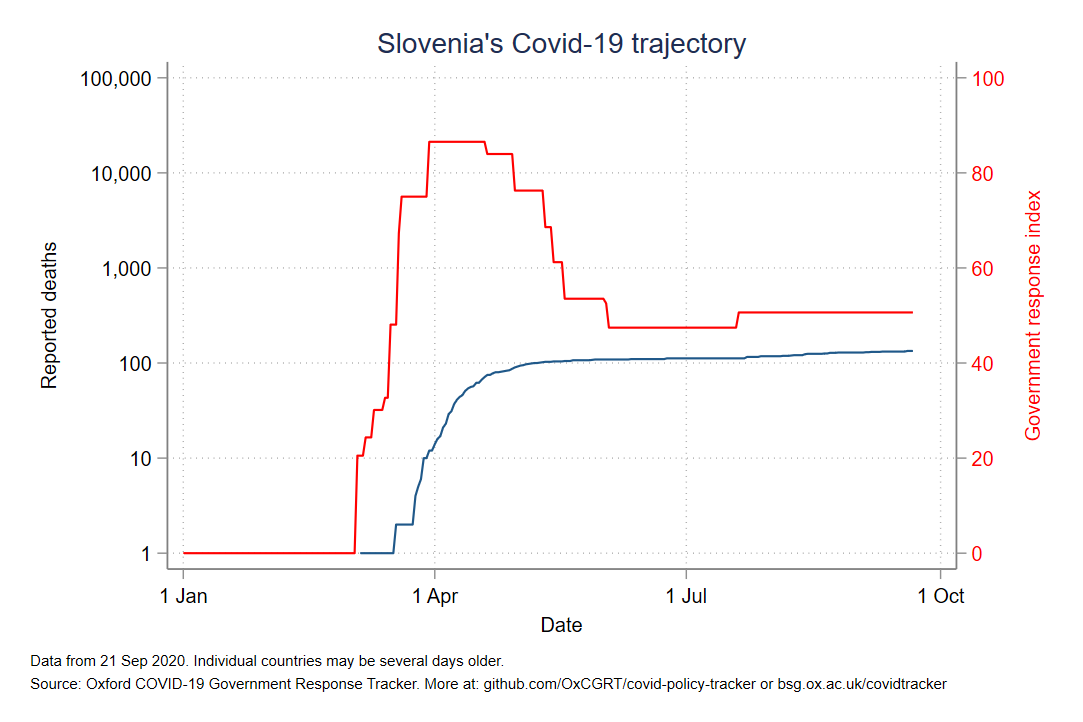 Slovenia's Covid-19 trajectory
100,000
10,000
1,000
100
10
1
Reported deaths
100
80
60
40
20
0
Government response index
1 Jan
1 Apr
1 Jul
1 Oct
Date
Data from 21 Sep 2020. Individual countries may be several days older.
Source: Oxford COVID-19 Government Response Tracker. More at: github.com/OxCGRT/covid-policy-tracker or bsg.ox.ac.uk/covidtracker